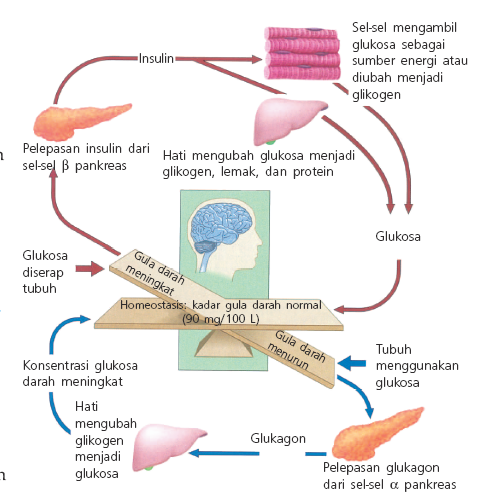 Sel-sel mengambil
glukosa sebagai
sumber energi atau
diubah menjadi
glikogen
Insulin
Pelepasan insulin dari
sel-sel β pankreas
Hati mengubah glukosa menjadi
glikogen, lemak, dan protein
Glukosa
Glukosa
diserap
tubuh
Gula darah
meningkat
Homeostasis: kadar gula darah normal
(90 mg/100 L)
Gula darah
menurun
Tubuh
menggunakan
glukosa
Konsentrasi glukosa
darah meningkat
Hati
mengubah
glikogen
menjadi
glukosa
Glukagon
Pelepasan glukagon
dari sel-sel α pankreas